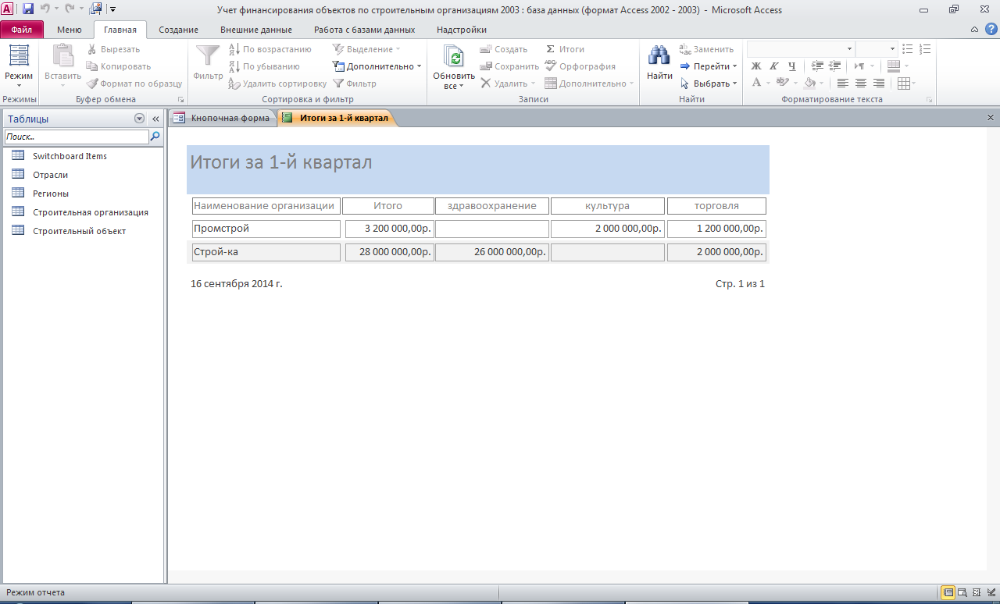 Учет финансирования объектов по строительным организациям 2003 : база данных (формат Access 2002 - 2003) - Microsoft Access
Файл Меню Главная Создание Внешние данные Работа с базами данных Надстройки
Режим
Режимы
Вставить
Вырезать
Копировать
Формат по образцу
Буфер обмена
Фильтр
По возрастанию
По убыванию
Удалить сортировку
Выделение
Дополнительно
Фильтр
Сортировка и фильтр
Обновить
все
Создать
Сохранить
Удалить
Итоги
Орфография
Дополнительно
Записи
Найти
Заменить
Перейти
Выбрать
Найти
Ж К Ч
А
Форматирование текста
Таблицы
Поиск...
Switchboard Items
Отрасли
Регионы
Строительная организация
Строительный объект
Кнопочная форма Итоги за 1-й квартал
Итоги за 1-й квартал
Наименование организации Итого здравоохранение культура торговля
Промстрой 3 200 000,00р. 2 000 000,00р. 1 200 000,00р.
Строй-ка 28 000 000,00р. 26 000 000,00р. 2 000 000,00р.
16 сентября 2014 г. Стр. 1 из 1
Режим отчета